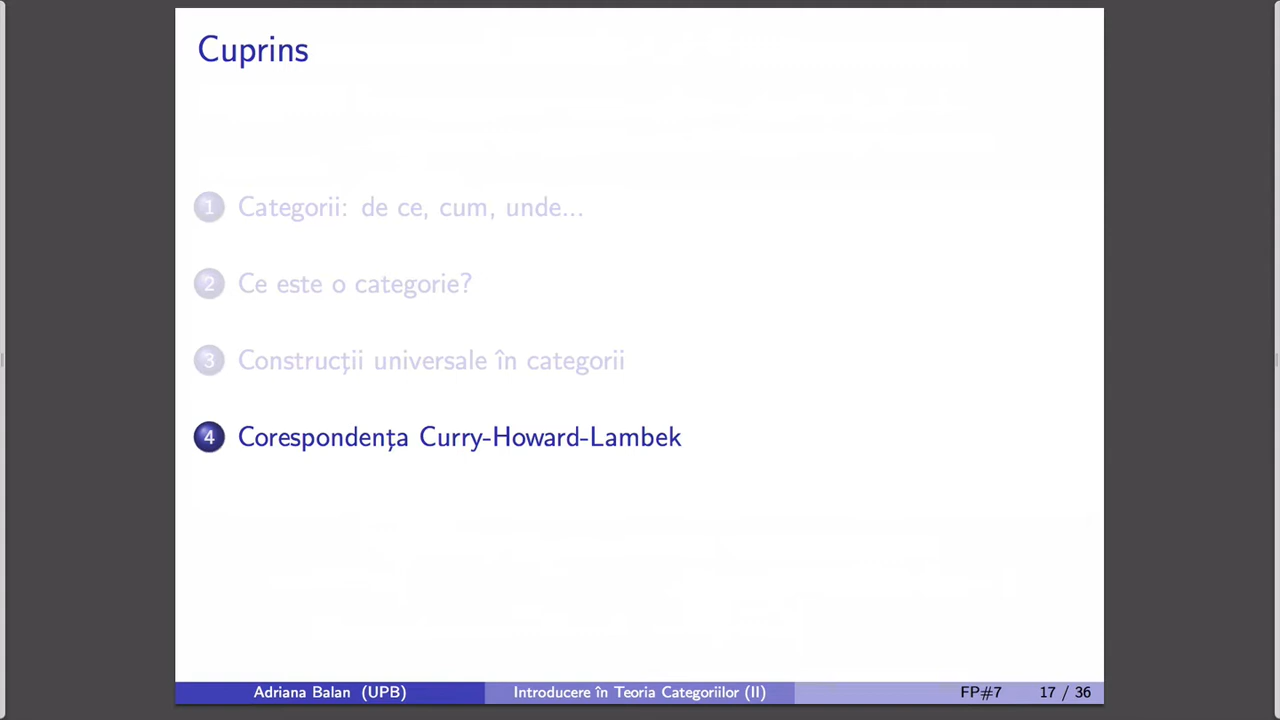 Cuprins
1 Categorii: de ce, cum, unde...
2 Ce este o categorie?
3 Construcții universale în categorii
4 Corespondența Curry-Howard-Lambek
Adriana Balan (UPB) Introducere în Teoria Categoriilor (II) FP#7 17 / 36